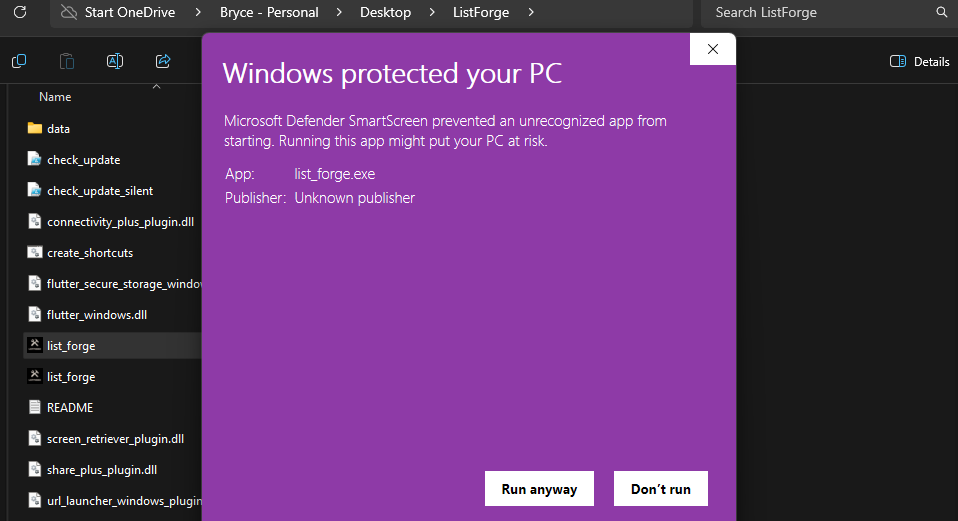 Start OneDrive > Bryce - Personal > Desktop > ListForge >
Search ListForge
Details
Name
data
check_update
check_update_silent
connectivity_plus_plugin.dll
create_shortcuts
flutter_secure_storage_windov
flutter_windows.dll
list_forge
list_forge
README
screen_retriever_plugin.dll
share_plus_plugin.dll
url_launcher_windows_plugin
Windows protected your PC
Microsoft Defender SmartScreen prevented an unrecognized app from
starting. Running this app might put your PC at risk.
App: list_forge.exe
Publisher: Unknown publisher
Run anyway
Don't run